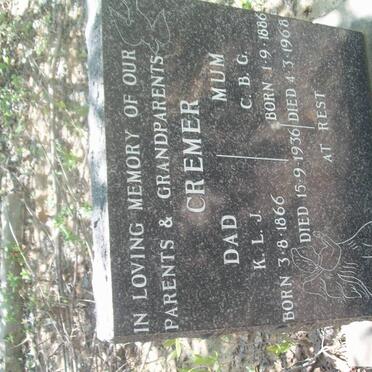 IN LOVING MEMORY OF OUR
PARENTS & GRANDPARENTS
CREMER
DAD MUM
K. L. J. C. B. G.
BORN 3-8-1866 BORN 1-9-1886
DIED 15-9-1936 DIED 4-3-1968
AT REST